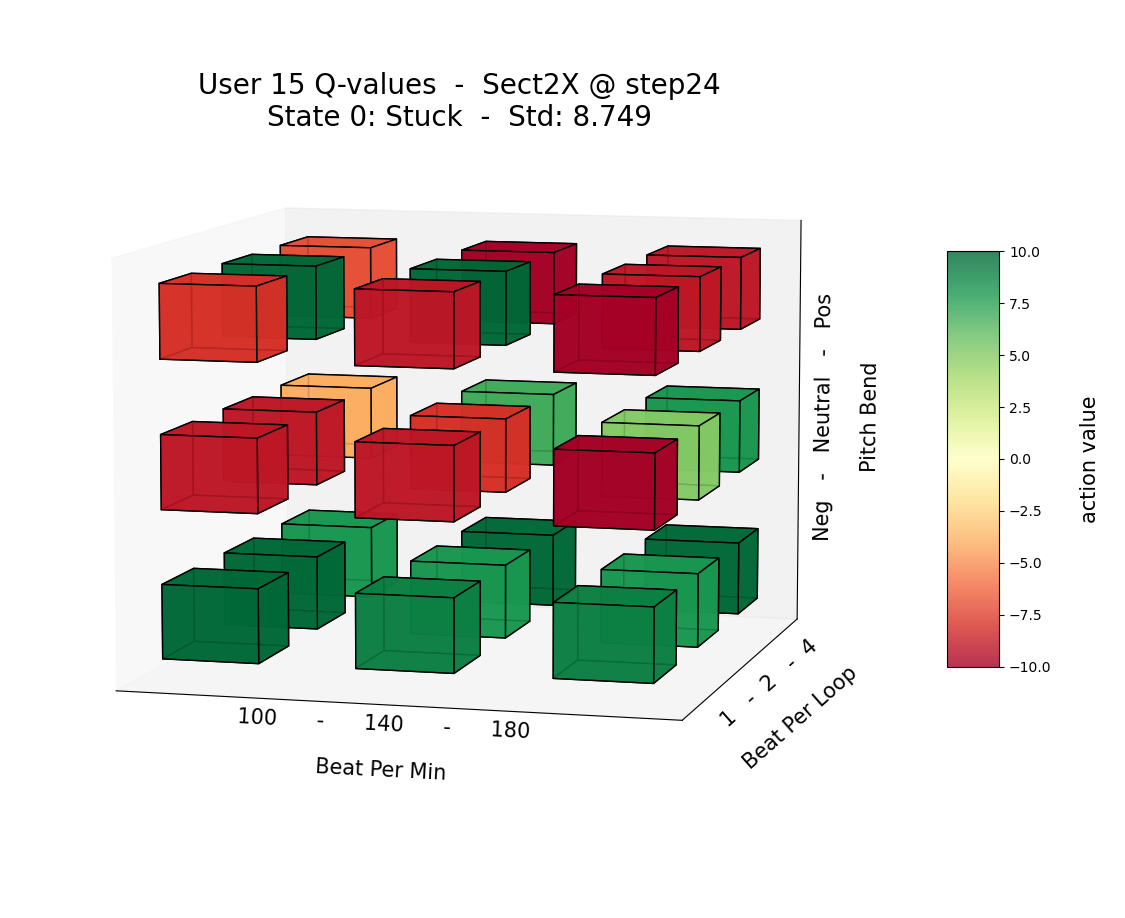 User 15 Q-values  -  Sect2X @ step24
State 0: Stuck  -  Std: 8.749
Neg   -   Neutral   -   Pos
Pitch Bend
1  -  2  -  4
Beat Per Loop
100   -   140   -   180
Beat Per Min
10.0
7.5
5.0
2.5
0.0
−2.5
−5.0
−7.5
−10.0
action value